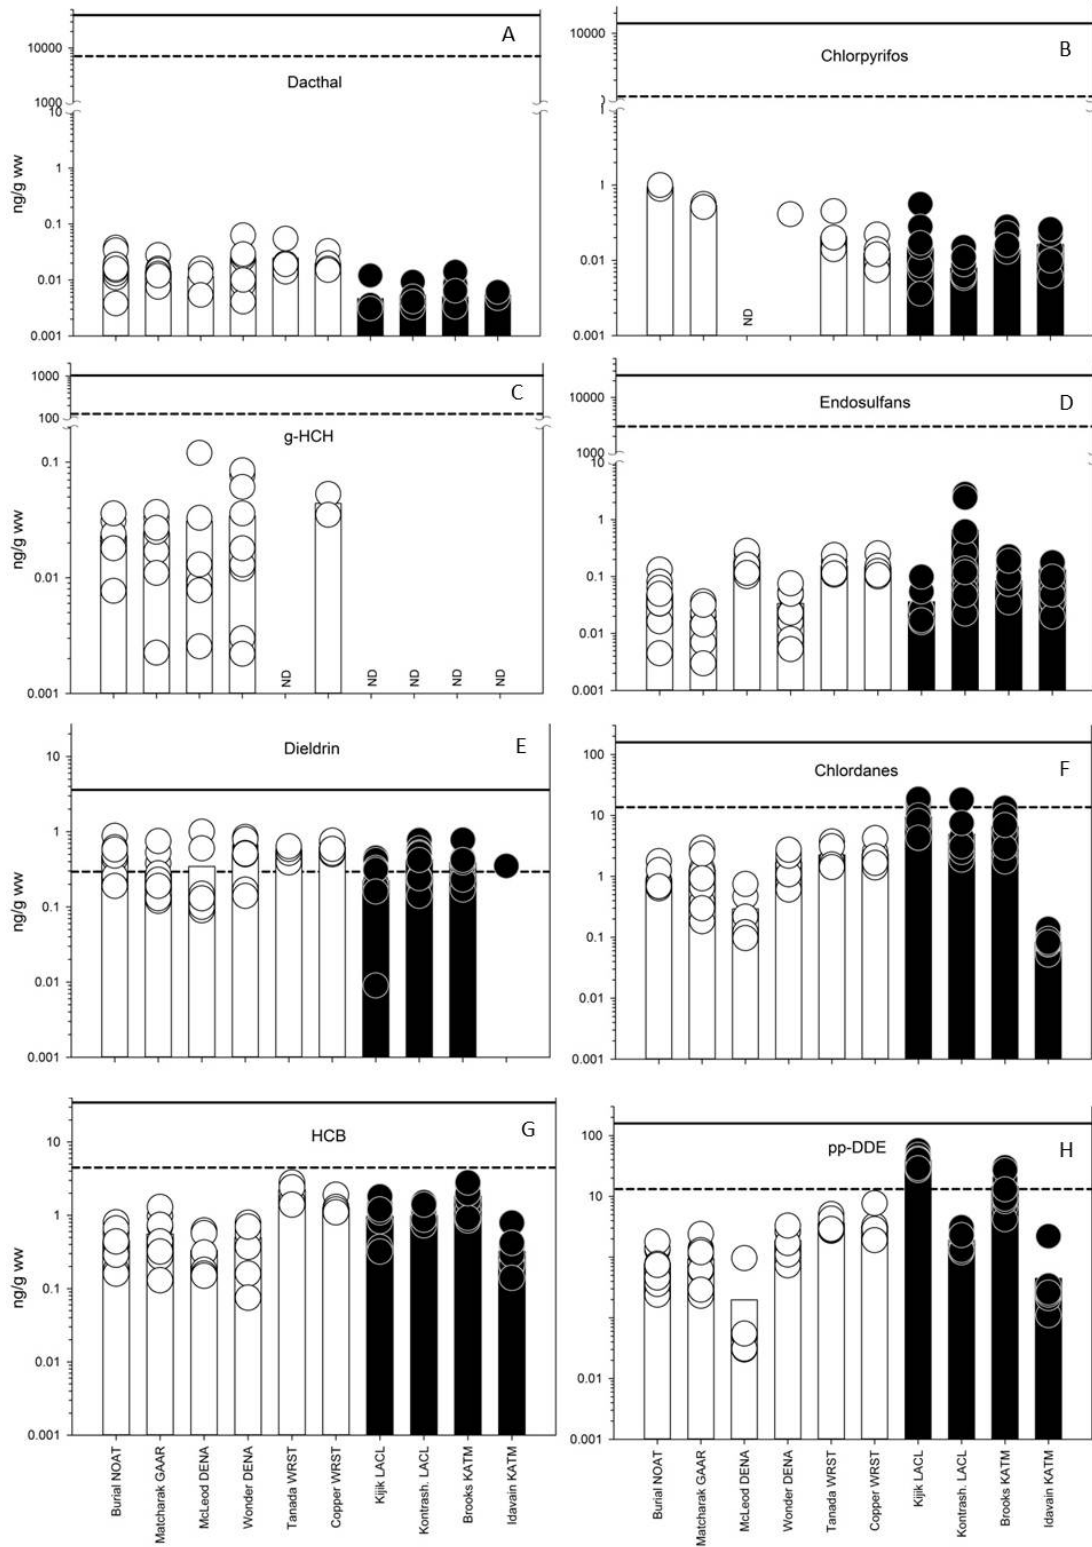 A
Dacthal
ng/g ww
10000
1000
10
1
0.1
0.01
0.001
B
Chlorpyrifos
10000
1
1
0.01
0.001
ND
C
g-HCH
ng/g ww
1000
100
0.1
0.01
0.001
ND
ND
ND
ND
ND
D
Endosulfans
10000
1000
10
1
0.1
0.01
0.001
E
Dieldrin
ng/g ww
10
1
0.1
0.01
0.001
F
Chlordanes
100
10
1
0.1
0.01
0.001
G
HCB
ng/g ww
10
1
0.1
0.01
0.001
Burial NOAT
Matcharak GAAR
McLeod DENA
Wonder DENA
Tanada WRST
Copper WRST
Kijik LACL
Kontrash. LACL
Brooks KATM
Idavain KATM
H
pp-DDE
100
10
0.01
0.001
Burial NOAT
Matcharak GAAR
McLeod DENA
Wonder DENA
Tanada WRST
Copper WRST
Kijik LACL
Kontrash. LACL
Brooks KATM
Idavain KATM